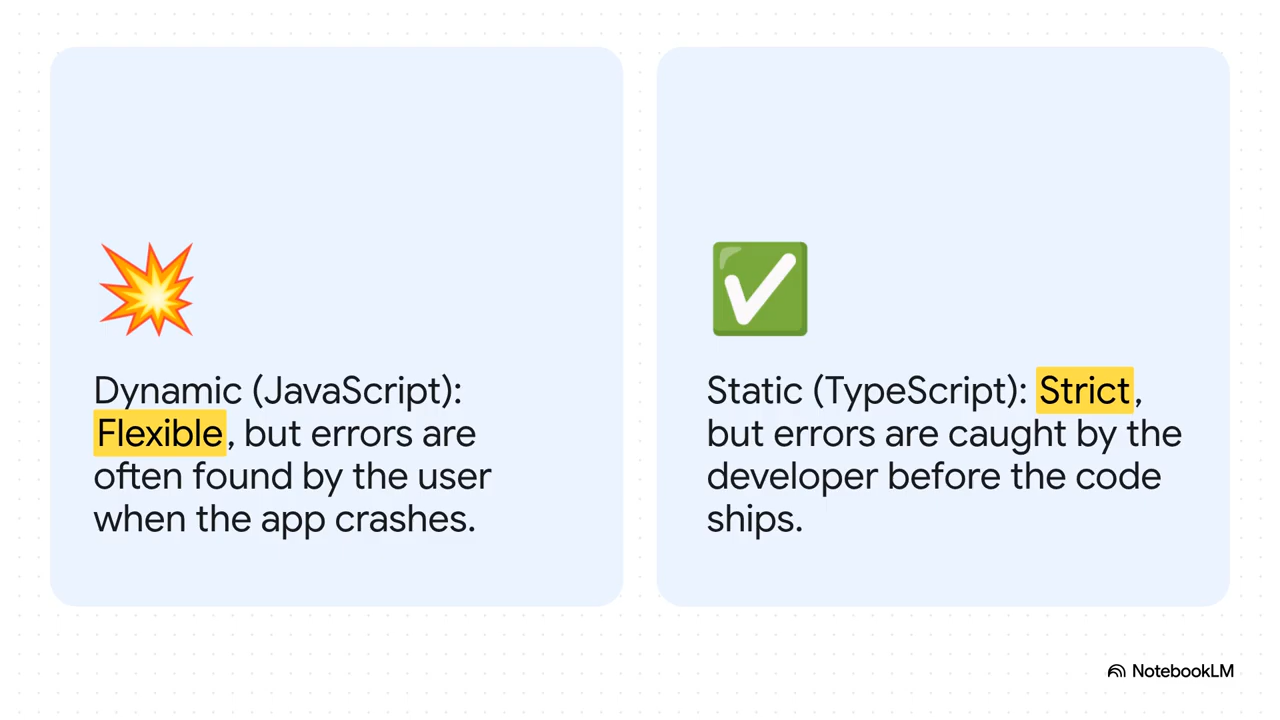 Dynamic (JavaScript):
Flexible, but errors are
often found by the user
when the app crashes.
Static (TypeScript): Strict,
but errors are caught by the
developer before the code
ships.
NotebookLM